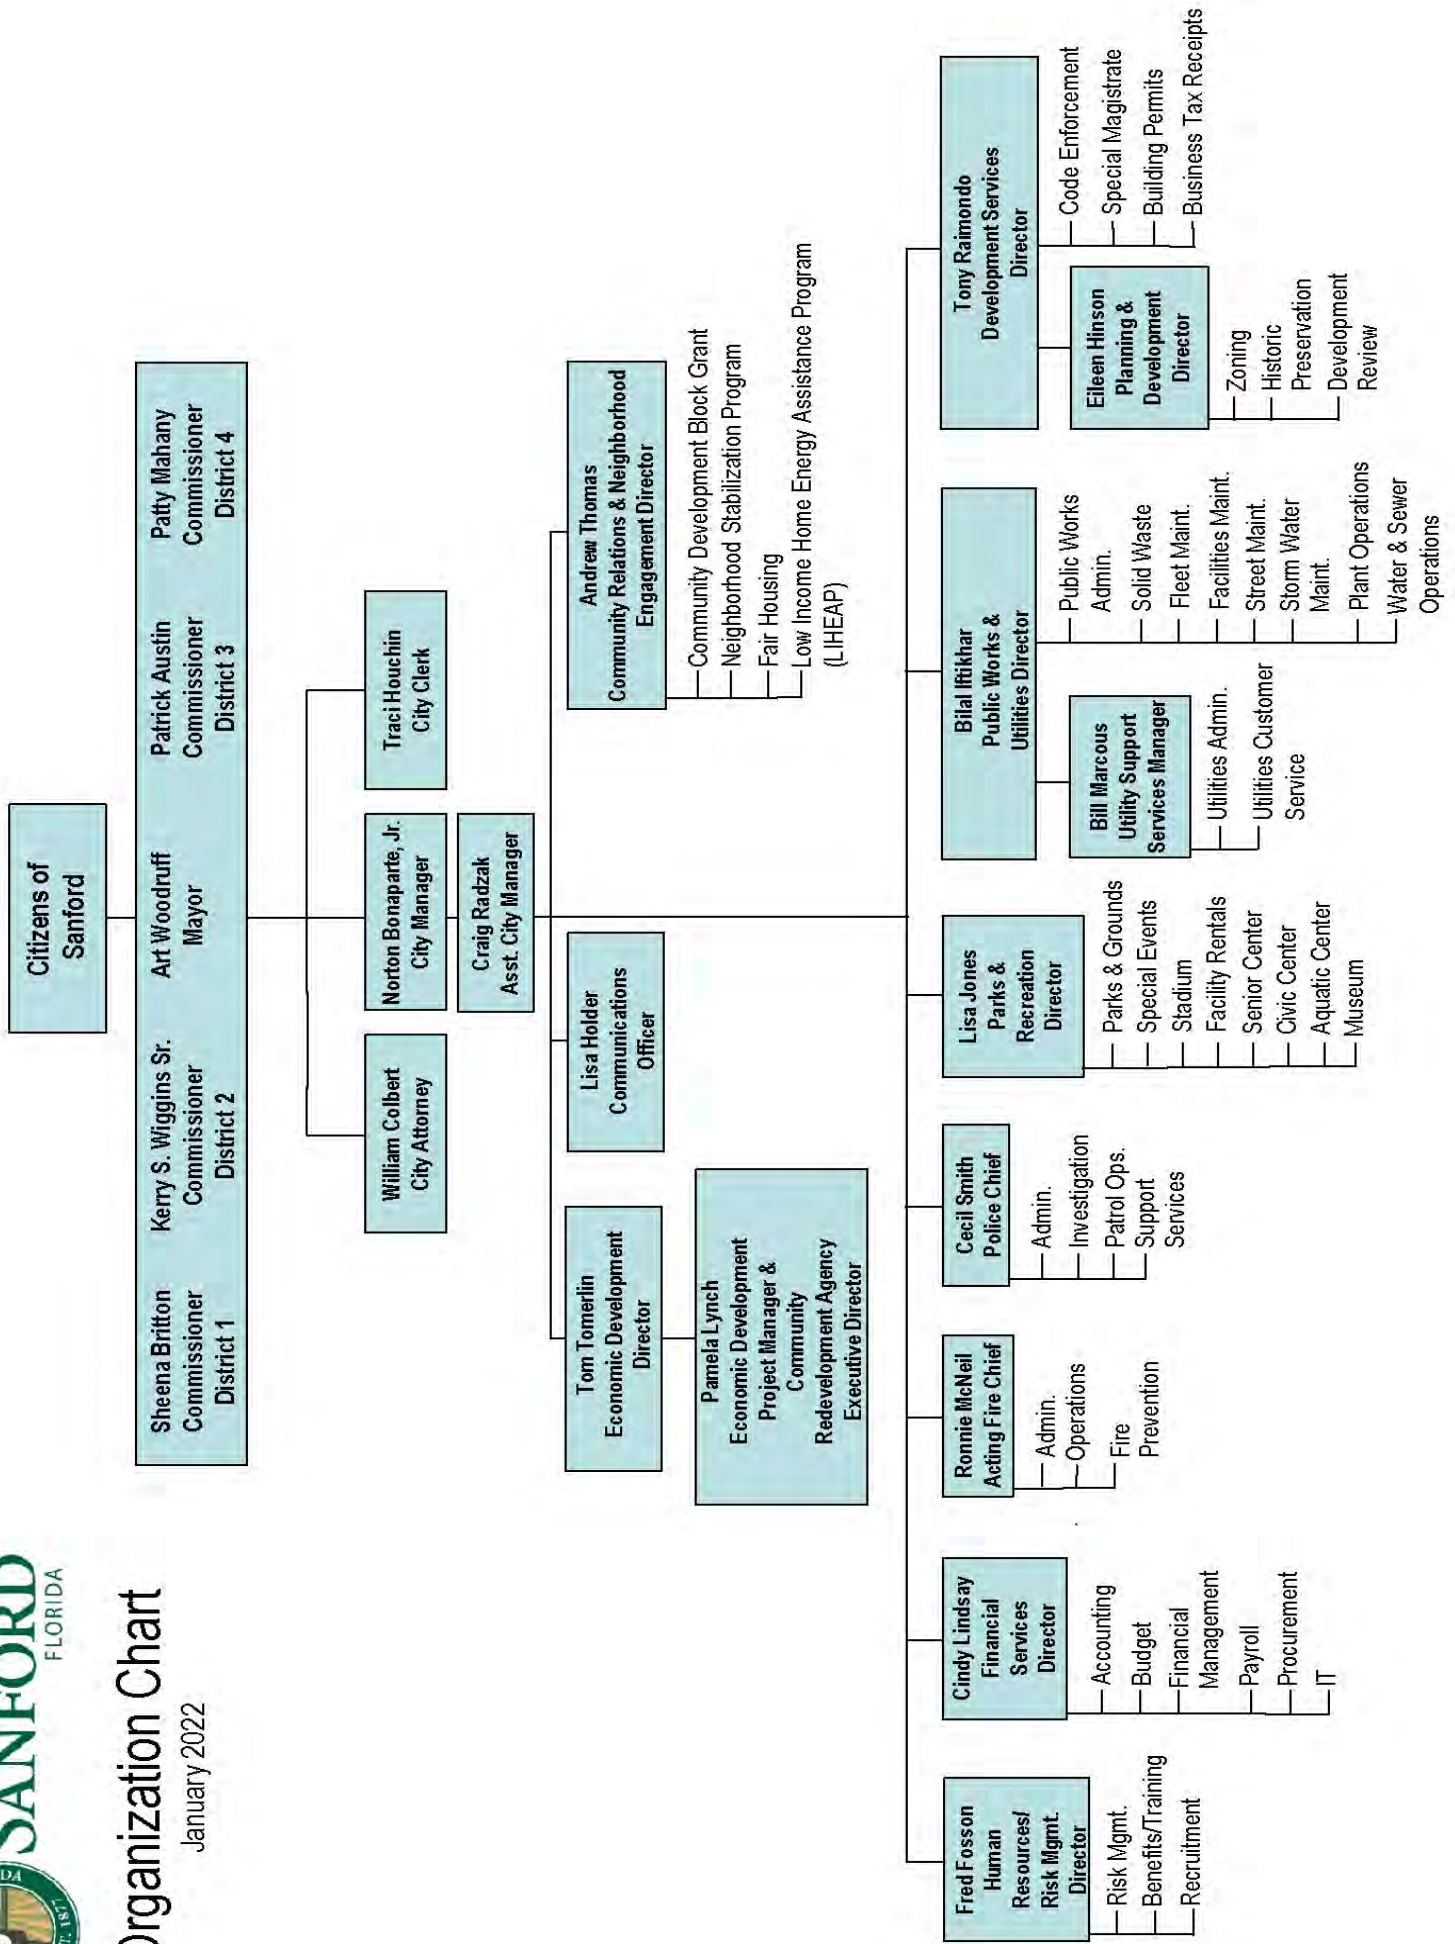 SANFORD
FLORIDA
Organization Chart
January 2022
Citizens of
Sanford
Sheena Britton
Commissioner
District 1
Kerry S. Wiggins Sr.
Commissioner
District 2
Art Woodruff
Mayor
Patrick Austin
Commissioner
District 3
Patty Mahany
Commissioner
District 4
William Colbert
City Attorney
Norton Bonaparte, Jr.
City Manager
Traci Houchin
City Clerk
Craig Radzak
Asst. City Manager
Tom Tomerlin
Economic Development
Director
Lisa Holder
Communications
Officer
Andrew Thomas
Community Relations & Neighborhood
Engagement Director
Pamela Lynch
Economic Development
Project Manager &
Community
Redevelopment Agency
Executive Director
Community Development Block Grant
Neighborhood Stabilization Program
Fair Housing
Low Income Home Energy Assistance Program
(LIHEAP)
Fred Fosson
Human
Resources/
Risk Mgmt.
Director
Risk Mgmt.
Benefits/Training
Recruitment
Cindy Lindsay
Financial
Services
Director
Accounting
Budget
Financial
Management
Payroll
Procurement
IT
Ronnie McNeil
Acting Fire Chief
Admin.
Operations
Fire
Prevention
Cecil Smith
Police Chief
Admin.
Investigation
Patrol Ops.
Support
Services
Lisa Jones
Parks &
Recreation
Director
Parks & Grounds
Special Events
Stadium
Facility Rentals
Senior Center
Civic Center
Aquatic Center
Museum
Bilal Iftikhar
Public Works &
Utilities Director
Bill Marcous
Utility Support
Services Manager
Utilities Admin.
Utilities Customer
Service
Public Works
Admin.
Solid Waste
Fleet Maint.
Facilities Maint.
Street Maint.
Storm Water
Maint.
Plant Operations
Water & Sewer
Operations
Tony Raimondo
Development Services
Director
Eileen Hinson
Planning &
Development
Director
Zoning
Historic
Preservation
Development
Review
Code Enforcement
Special Magistrate
Building Permits
Business Tax Receipts